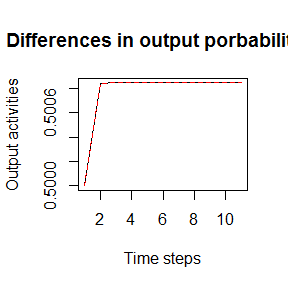 Differences in output porbabilit
Output activities
0.5006
0.5000
2 4 6 8 10
Time steps